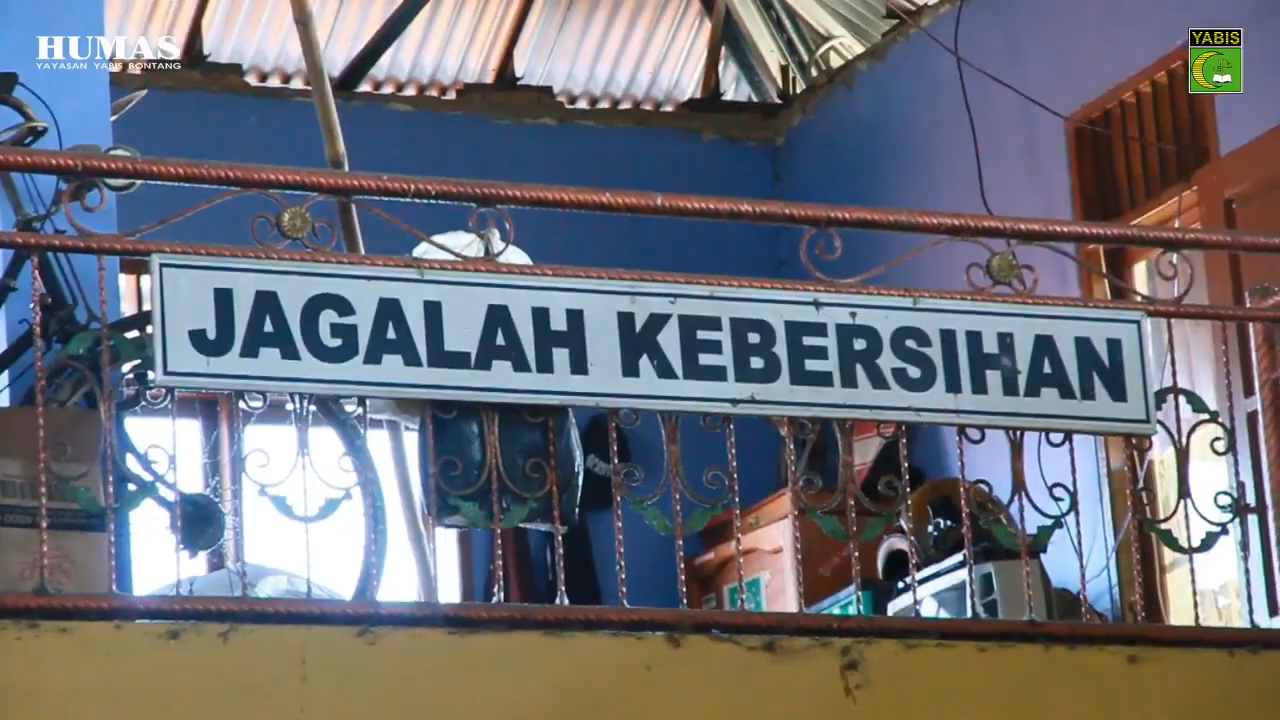 HUMAS
YAYASAN YABIS BONTANG
YABIS
JAGALAH KEBERSIHAN